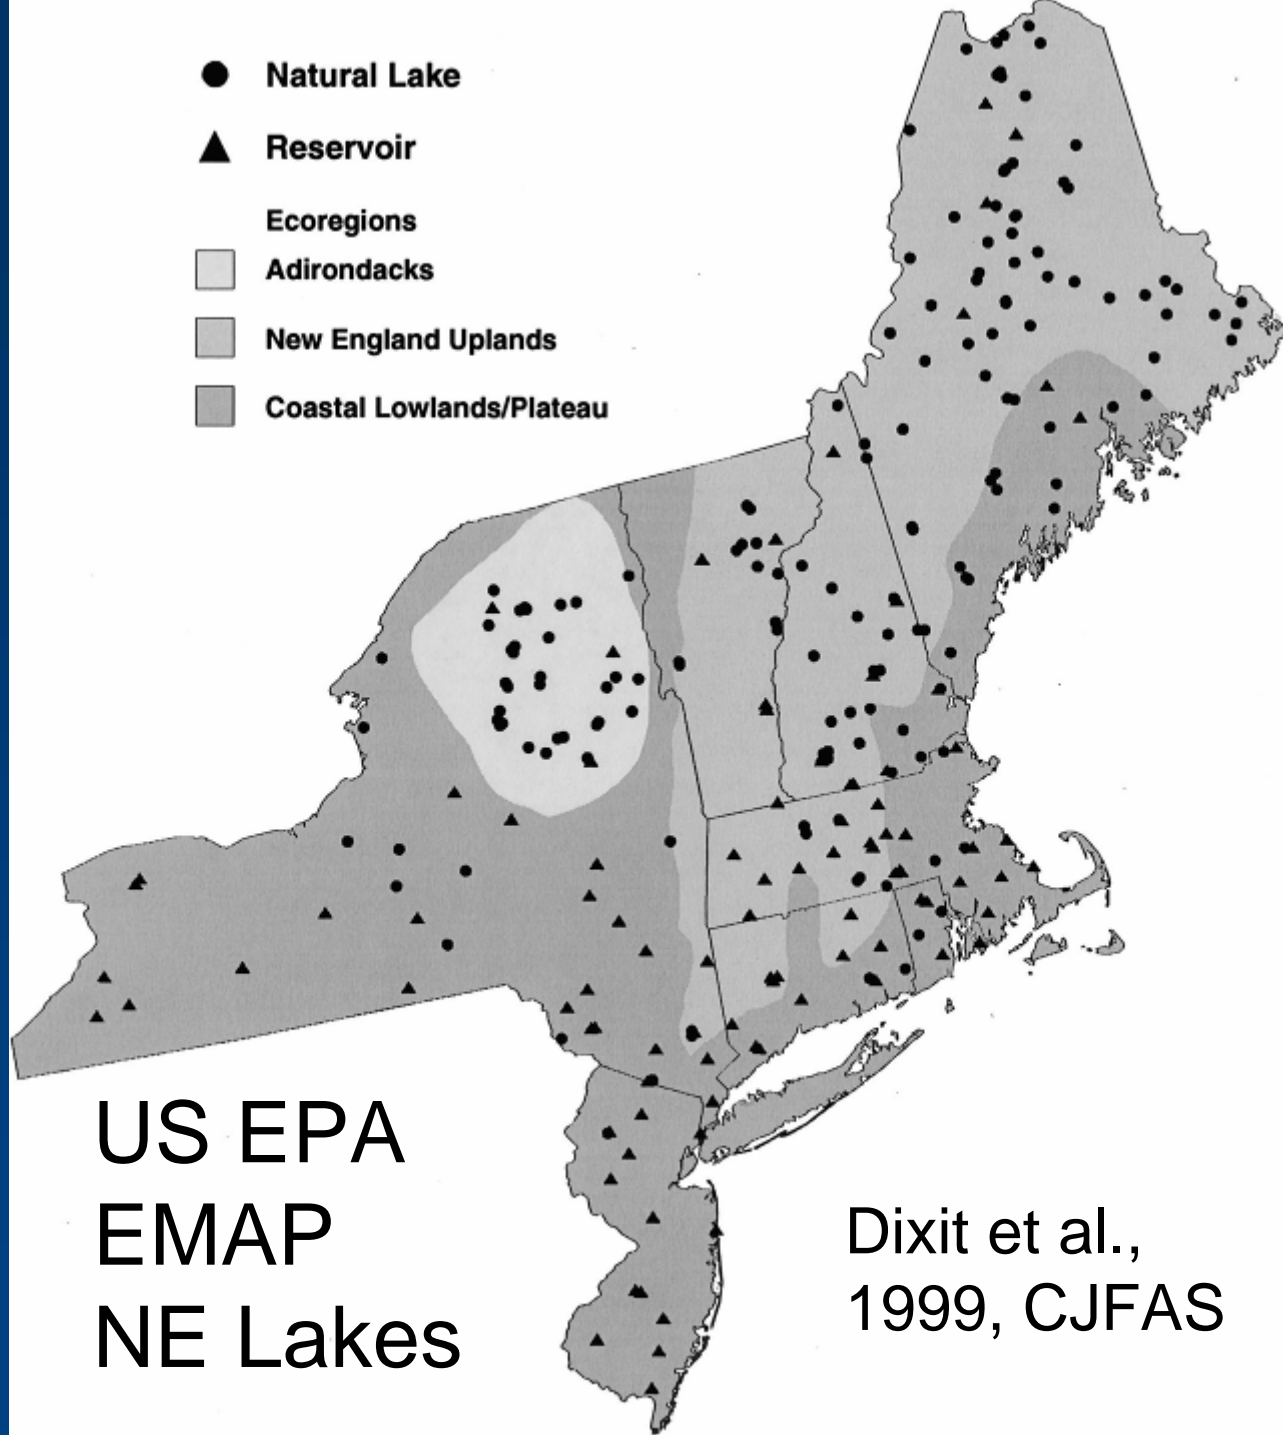 Natural Lake
Reservoir
Ecoregions
Adirondacks
New England Uplands
Coastal Lowlands/Plateau
US EPA
EMAP
NE Lakes
Dixit et al.,
1999, CJFAS